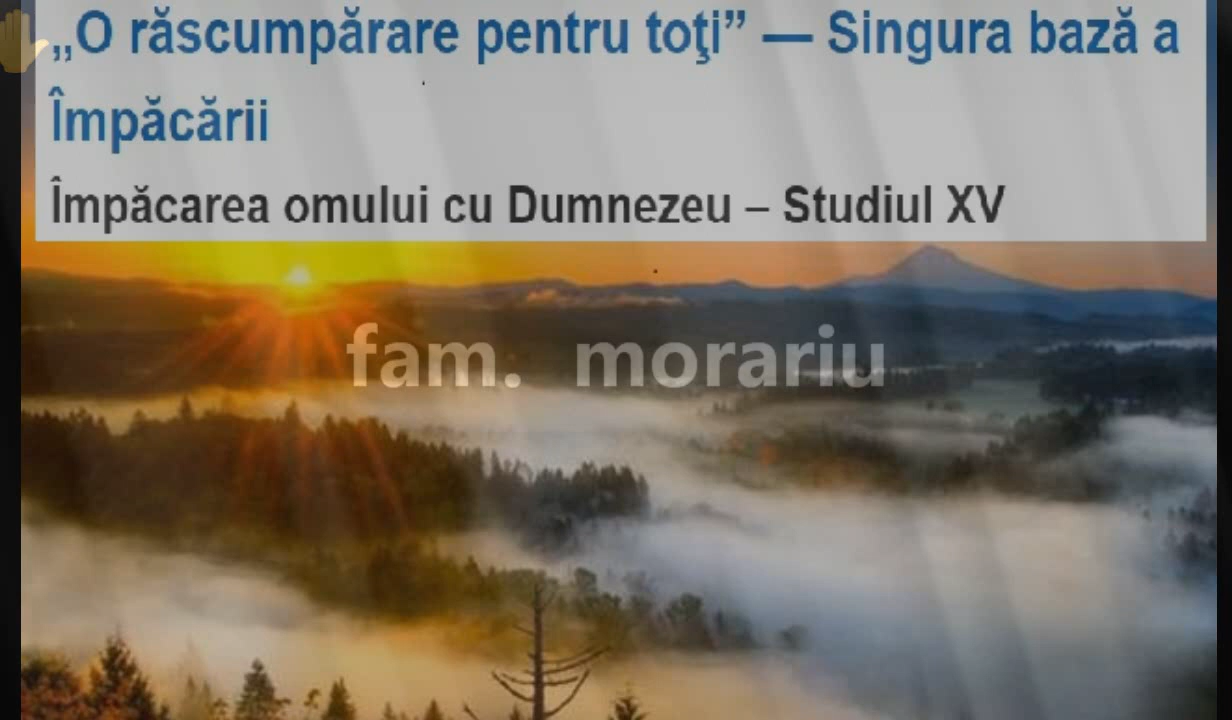 „O răscumpărare pentru toţi” — Singura bază a
Împăcării
Împăcarea omului cu Dumnezeu – Studiul XV
fam. morariu